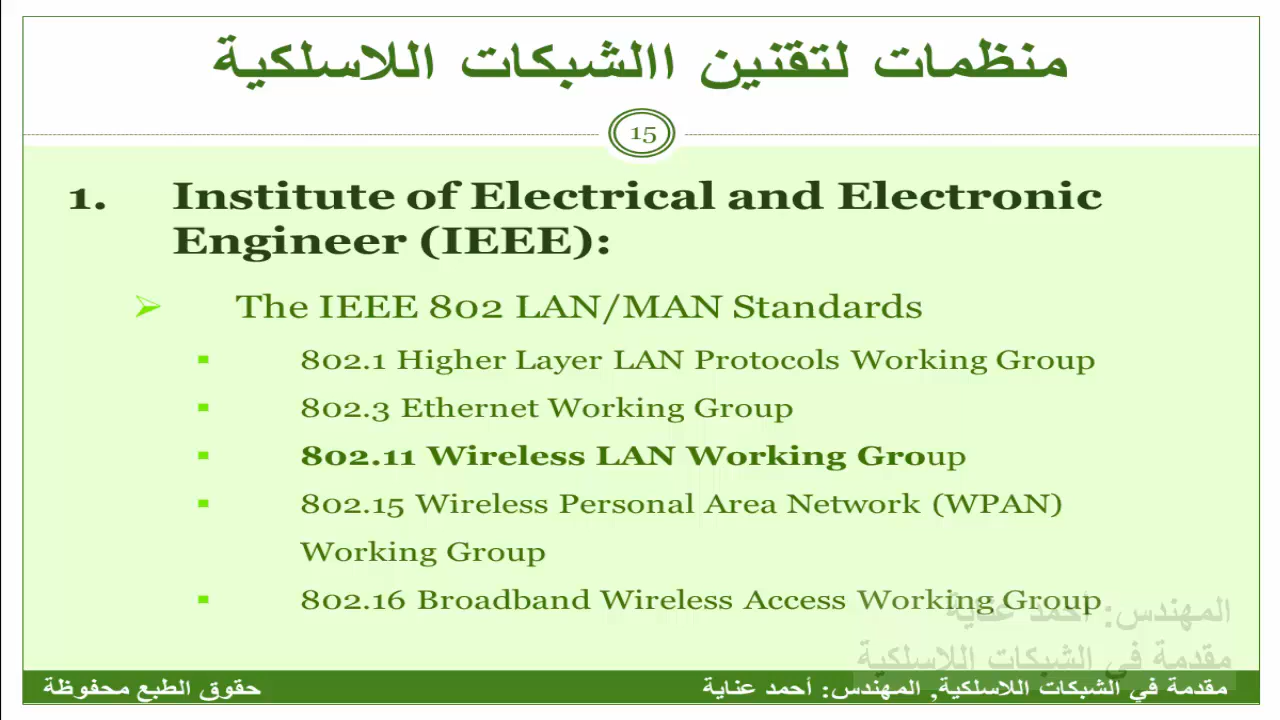 منظمات لتقنين االشبكات اللاسلكية
15
1. Institute of Electrical and Electronic
Engineer (IEEE):
The IEEE 802 LAN/MAN Standards
802.1 Higher Layer LAN Protocols Working Group
802.3 Ethernet Working Group
802.11 Wireless LAN Working Group
802.15 Wireless Personal Area Network (WPAN)
Working Group
802.16 Broadband Wireless Access Working Group
المهندس: أحمد عناية
مقدمة في الشبكات اللاسلكية
مقدمة في الشبكات اللاسلكية, المهندس: أحمد عناية
حقوق الطبع محفوظة